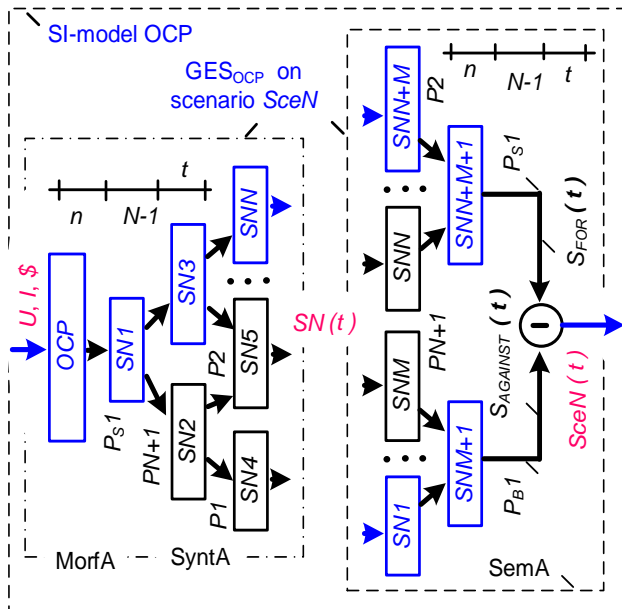 SI-model OCP
GES_OCP on
scenario SceN
n
N-1
t
U, I, $
OCP
SN1
SN3
SNN
• • •
SN5
SN2
SN4
P_S1
PN+1
P2
P1
MorfA
SyntA
SN(t)
n
N-1
t
SNN+M
P2
• • •
SNN
SNN+M+1
P_S1
S_FOR(t)
SNM
PN+1
• • •
SN1
SNM+1
P_B1
S_AGAINST(t)
–
SceN(t)
SemA